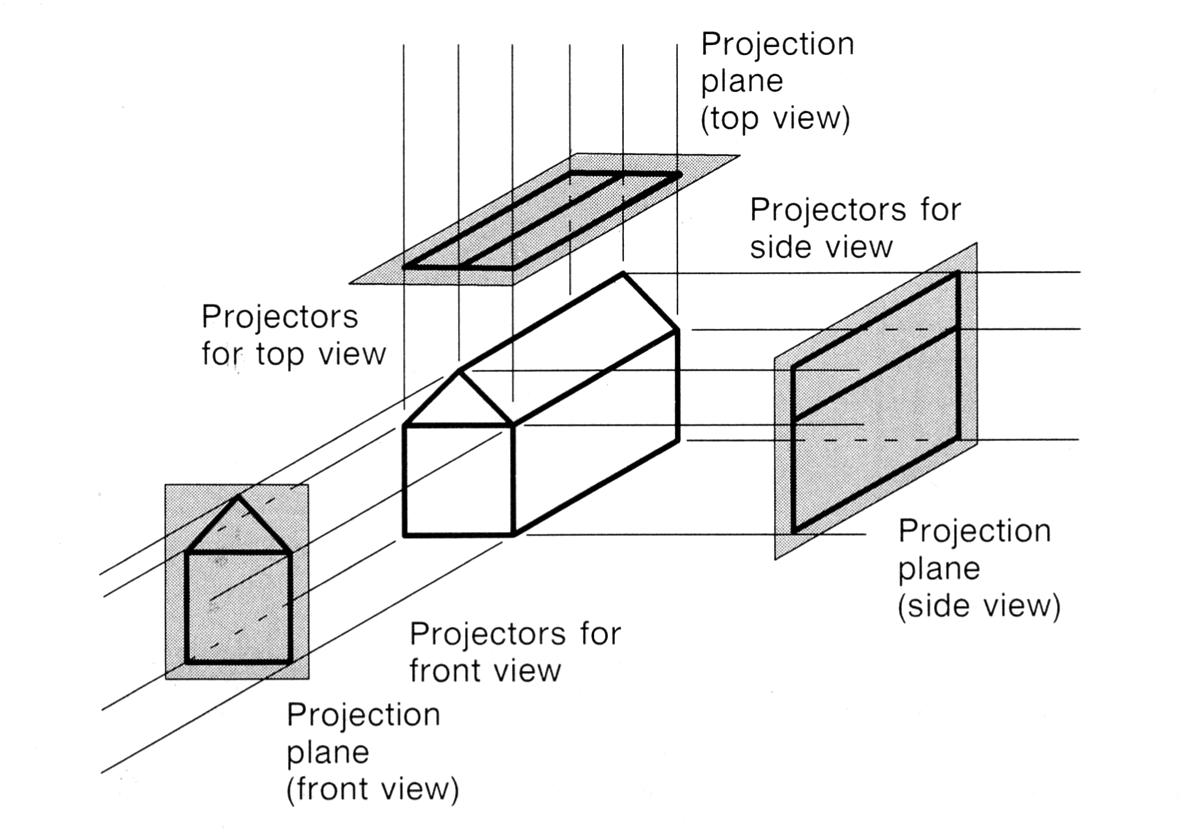 Projection
plane
(top view)
Projectors for
side view
Projectors
for top view
Projection
plane
(side view)
Projectors for
front view
Projection
plane
(front view)